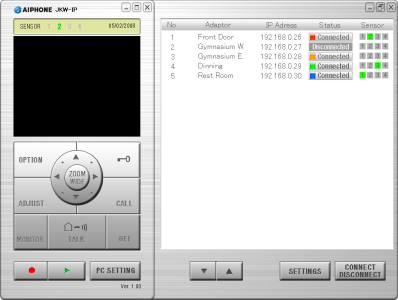 AIPHONE JKW-IP
SENSOR 1 2 3 4 05/02/2008
OPTION
ZOOM
WIDE
ADJUST CALL
MONITOR TALK REF
PC SETTING
Ver. 1.00
No Adaptor IP Adress Status Sensor
1 Front Door 192.168.0.26 Connected 1 2 3 4
2 Gymnasium W. 192.168.0.27 Disconnected 1 2 3 4
3 Gymnasium E. 192.168.0.28 Connected 1 2 3 4
4 Dinning 192.168.0.29 Connected 1 2 3 4
5 Rest Room 192.168.0.30 Connected 1 2 3 4
SETTINGS
CONNECT
DISCONNECT